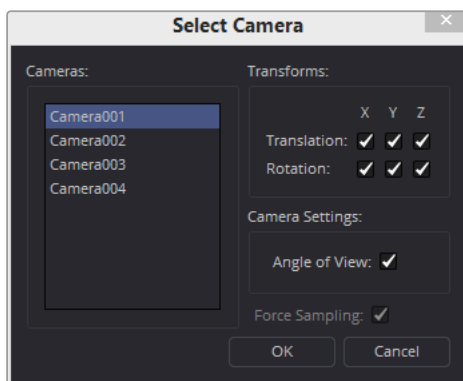 Select Camera
Cameras:
Camera001
Camera002
Camera003
Camera004
Transforms:
X Y Z
Translation:
Rotation:
Camera Settings:
Angle of View:
Force Sampling:
OK Cancel